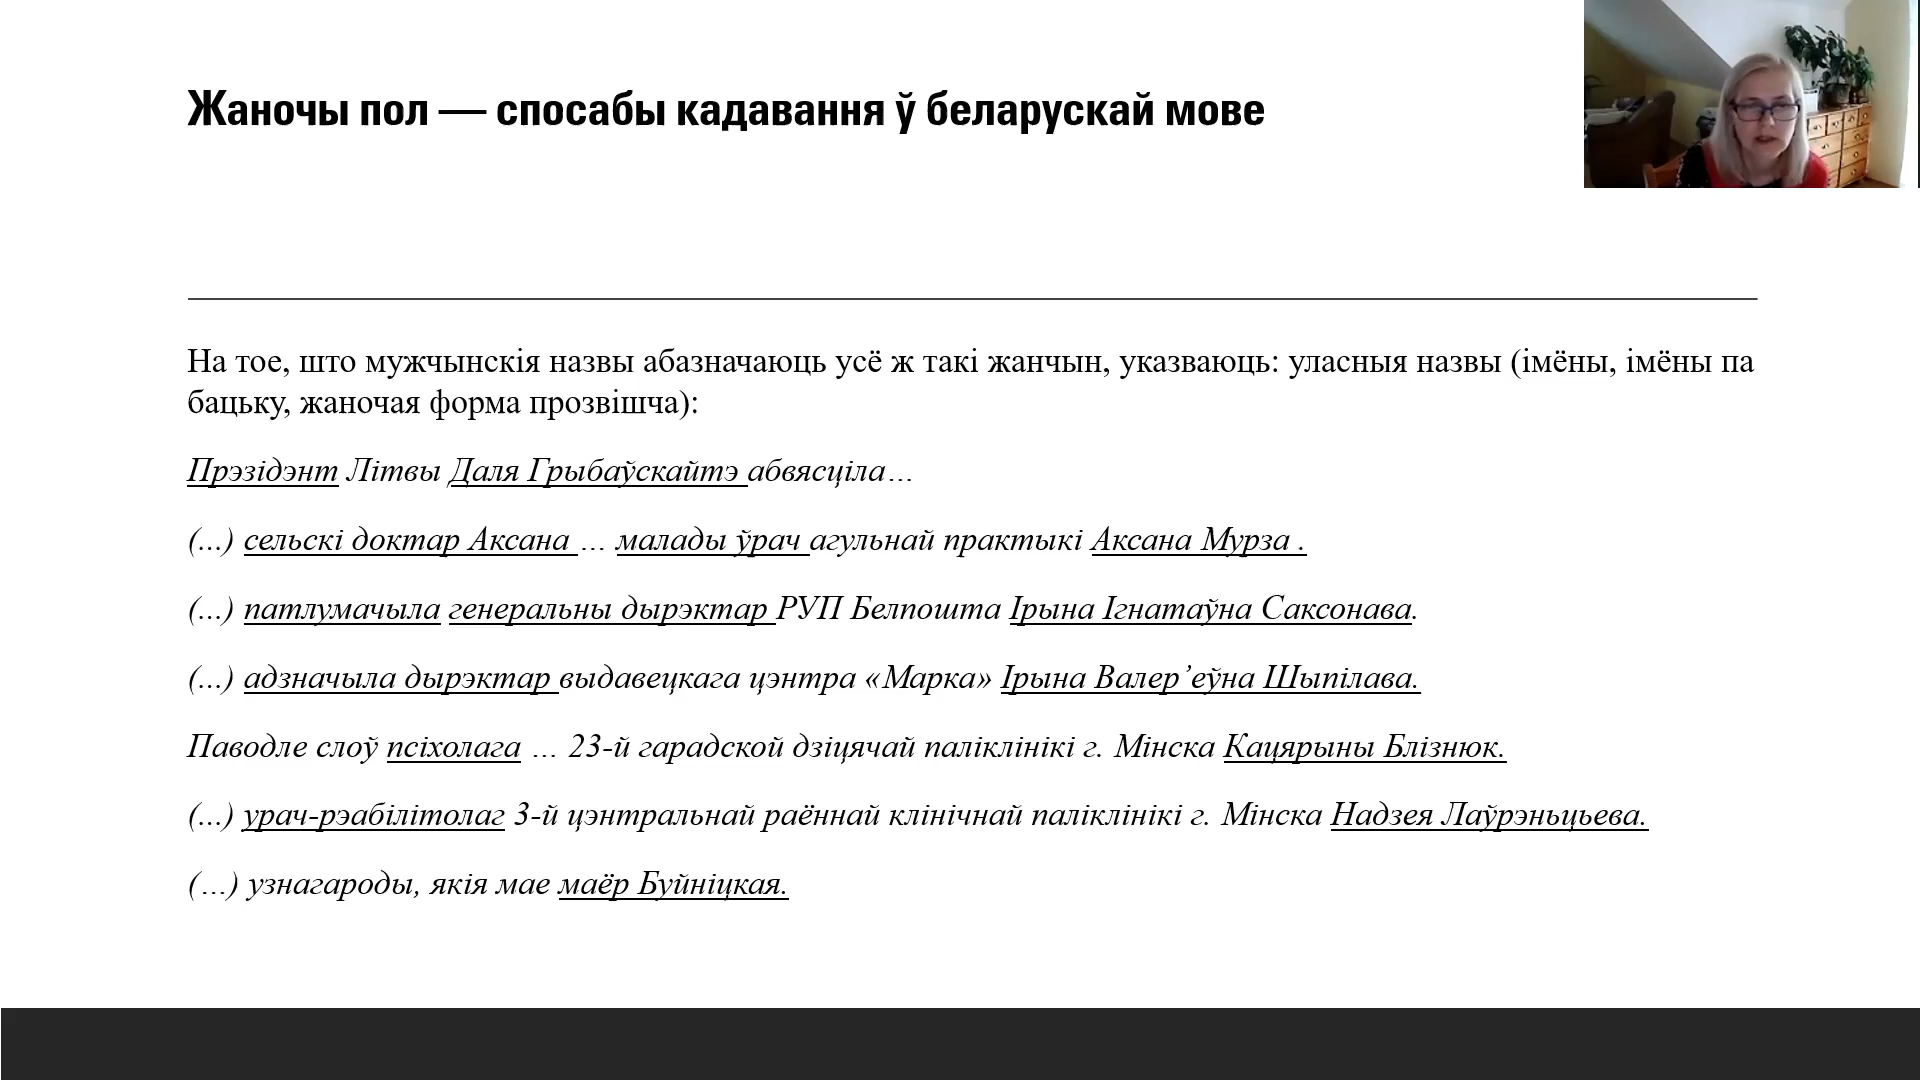 Жаночы пол — спосабы кадавання ў беларускай мове
На тое, што мужчынскія назвы абазначаюць усё ж такі жанчын, указваюць: уласныя назвы (імёны, імёны па
бацьку, жаночая форма прозвішча):
Прэзідэнт Літвы Даля Грыбаўскайтэ абвясціла…
(...) сельскі доктар Аксана ... малады ўрач агульнай практыкі Аксана Мурза .
(...) патлумачыла генеральны дырэктар РУП Белпошта Ірына Ігнатаўна Саксонава.
(...) адзначыла дырэктар выдавецкага цэнтра «Марка» Ірына Валер’еўна Шыпілава.
Паводле слоў псіхолага ... 23-й гарадской дзіцячай паліклінікі г. Мінска Кацярыны Блізнюк.
(...) урач-рэабілітолаг 3-й цэнтральнай раённай клінічнай паліклінікі г. Мінска Надзея Лаўрэньцьева.
(…) узнагароды, якія мае маёр Буйніцкая.